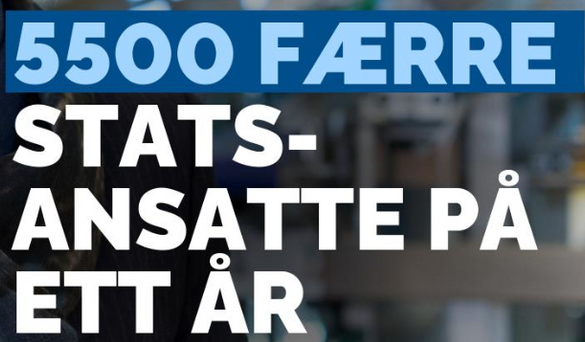 5500 FÆRRE
STATS-
ANSATTE PÅ
ETT ÅR